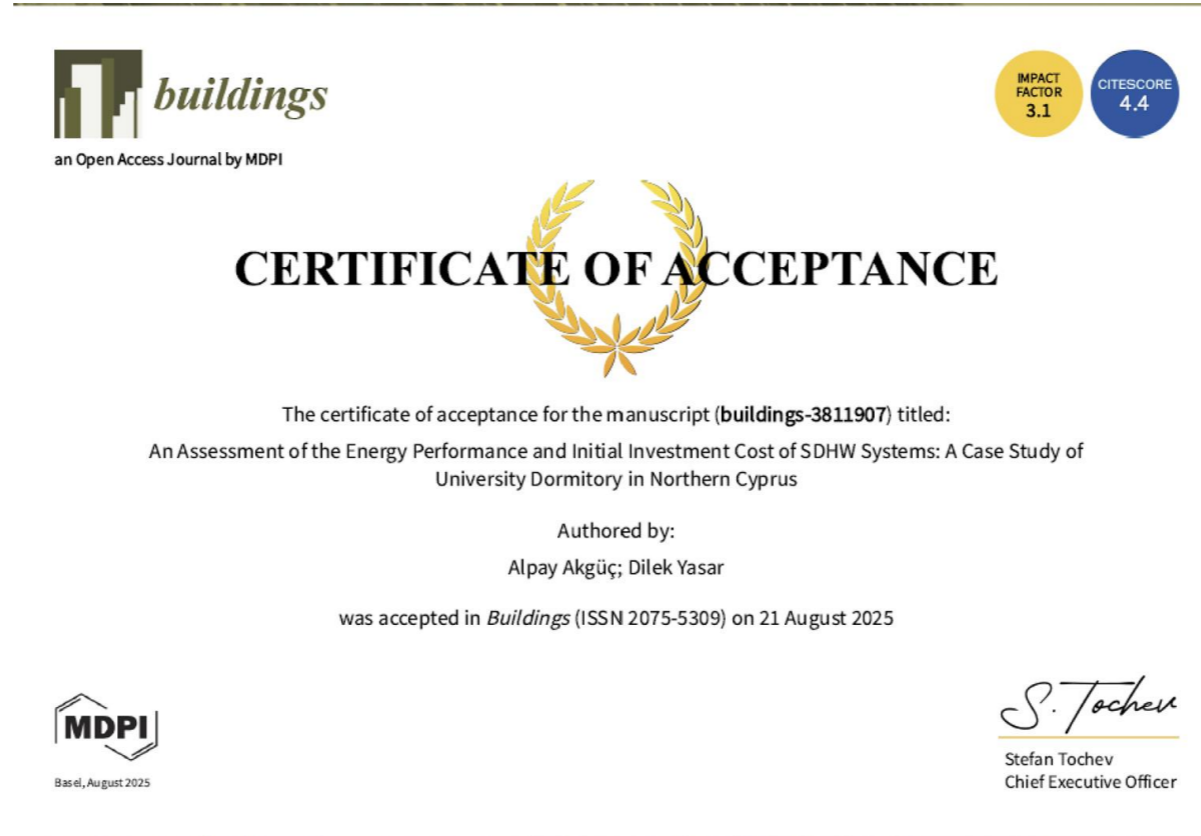 buildings
an Open Access Journal by MDPI
IMPACT
FACTOR
3.1
CITESCORE
4.4
CERTIFICATE OF ACCEPTANCE
The certificate of acceptance for the manuscript (buildings-3811907) titled:
An Assessment of the Energy Performance and Initial Investment Cost of SDHW Systems: A Case Study of
University Dormitory in Northern Cyprus
Authored by:
Alpay Akgüç; Dilek Yasar
was accepted in Buildings (ISSN 2075-5309) on 21 August 2025
MDPI
Basel, August 2025
S. Tochev
Stefan Tochev
Chief Executive Officer